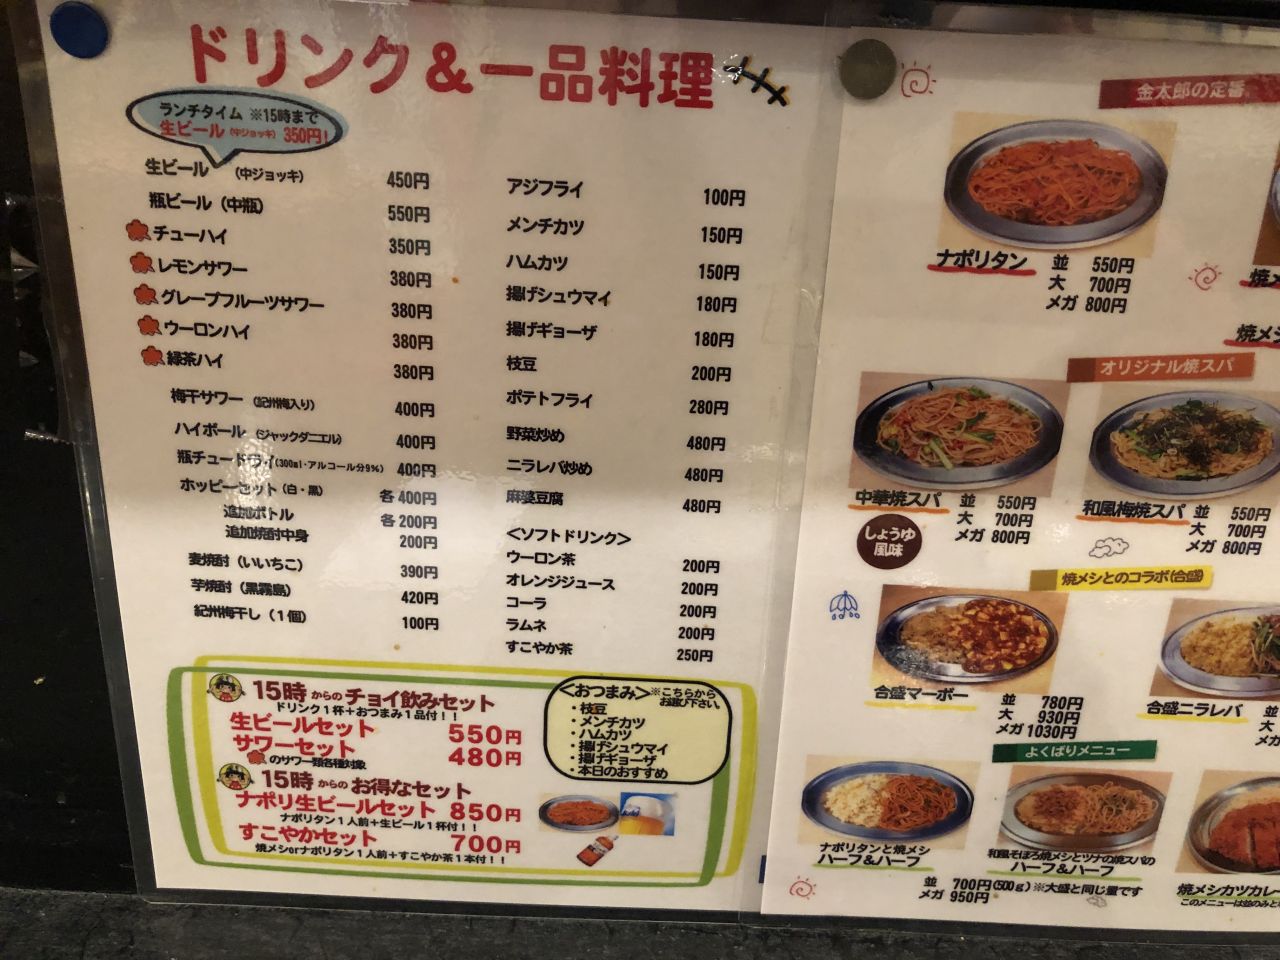 ドリンク&一品料理
ランチタイム ※15時まで
生ビール (中ジョッキ) 350円!
生ビール (中ジョッキ) 450円
瓶ビール (中瓶) 550円
チューハイ 350円
レモンサワー 380円
グレープフルーツサワー 380円
ウーロンハイ 380円
緑茶ハイ 380円
梅干サワー (紀州梅入り) 400円
ハイボール (ジャックダニエル) 400円
瓶チュードライ (300ml・アルコール分9%) 400円
ホッピーセット (白・黒) 各400円
追加ボトル 各200円
追加焼酎中身 200円
麦焼酎 (いいちこ) 390円
芋焼酎 (黒霧島) 420円
紀州梅干し (1個) 100円
アジフライ 100円
メンチカツ 150円
ハムカツ 150円
揚げシュウマイ 180円
揚げギョーザ 180円
枝豆 200円
ポテトフライ 280円
野菜炒め 480円
ニラレバ炒め 480円
麻婆豆腐 480円
<ソフトドリンク>
ウーロン茶 200円
オレンジジュース 200円
コーラ 200円
ラムネ 200円
すこやか茶 250円
15時からのチョイ飲みセット
ドリンク1杯+おつまみ1品付!!
生ビールセット 550円
サワーセット 480円
のサワー類各種対象
15時からのお得なセット
ナポリ生ビールセット 850円
ナポリタン1人前+生ビール1杯付!!
すこやかセット 700円
焼メシorナポリタン1人前+すこやか茶1本付!!
<おつまみ> ※こちらから
お選び下さい。
・枝豆
・メンチカツ
・ハムカツ
・揚げシュウマイ
・揚げギョーザ
・本日のおすすめ
金太郎の定番
ナポリタン 並 550円
大 700円
メガ 800円
焼メシ
オリジナル焼スパ
中華焼スパ 並 550円
大 700円
メガ 800円
しょうゆ
風味
和風梅焼スパ 並 550円
大 700円
メガ 800円
焼メシとのコラボ(合盛)
合盛マーボー 並 780円
大 930円
メガ 1030円
合盛ニラレバ 並
大
メガ
よくばりメニュー
ナポリタンと焼メシ
ハーフ&ハーフ
和風そぼろ焼メシとツナの焼スパの
ハーフ&ハーフ
並 700円(500g)※大盛と同じ量です
メガ 950円
焼メシカツカレー
このメニューは並のみと